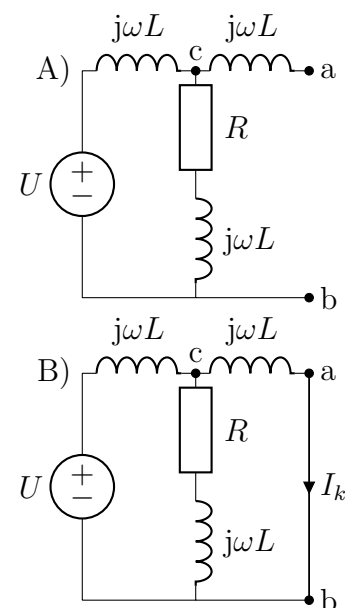 jωL jωL
A) c a
+
U R
−
jωL
b
jωL jωL
B) c a
R
+
U I_k
−
jωL
b